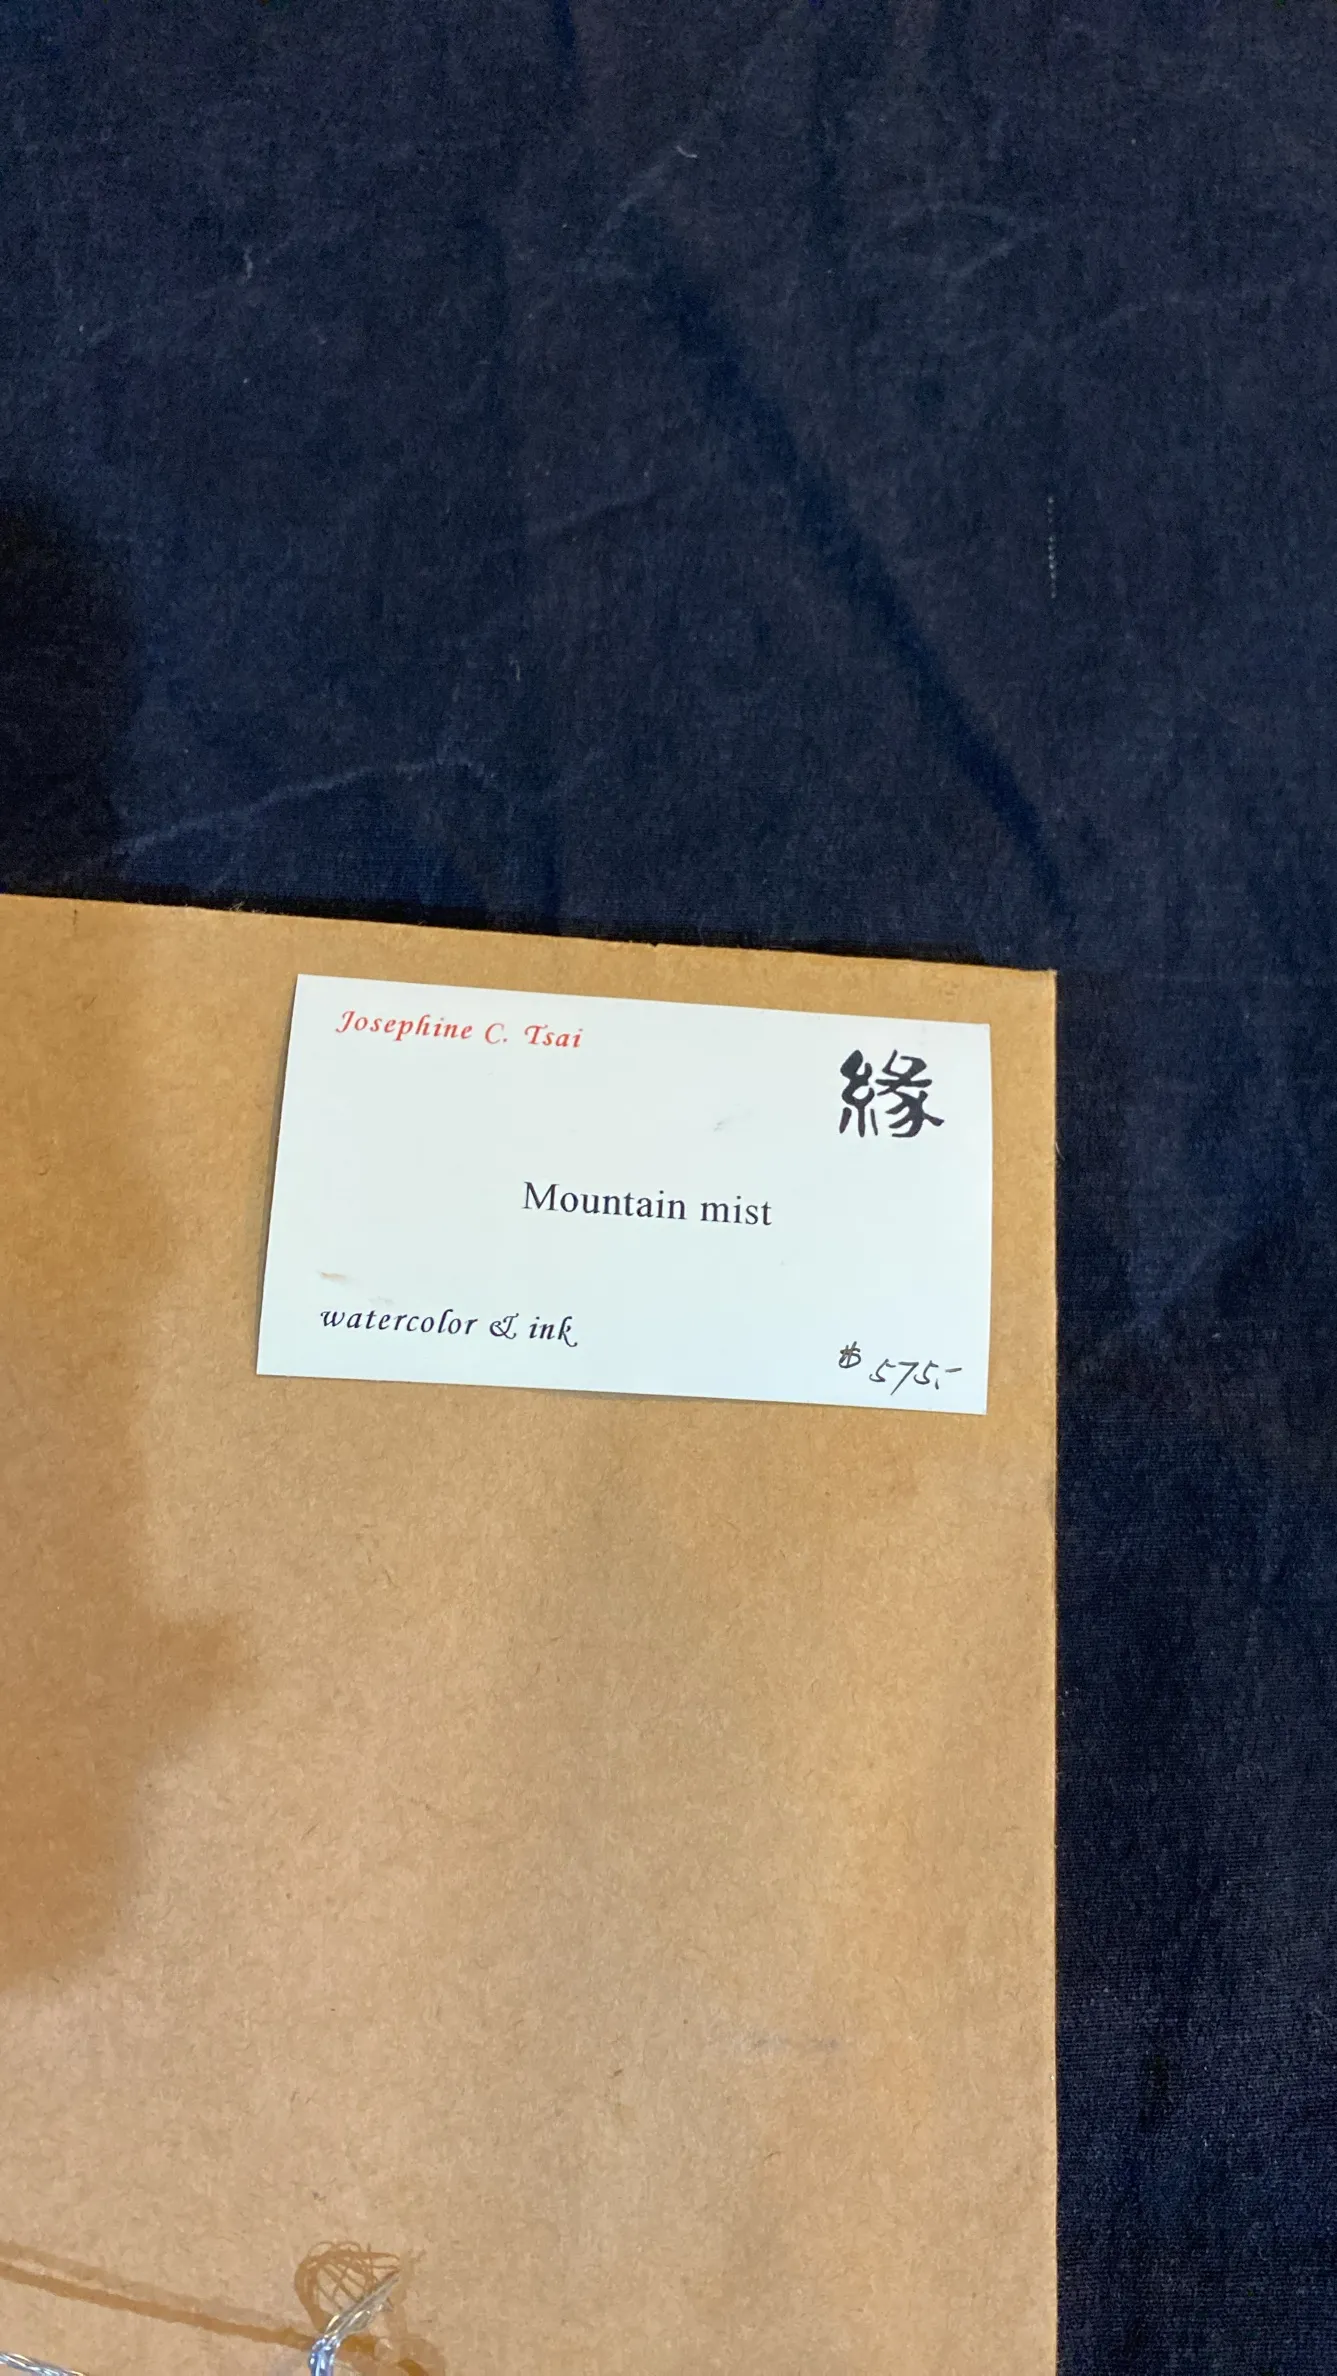 Josephine C. Tsai
緣
Mountain mist
watercolor & ink
$ 575.-